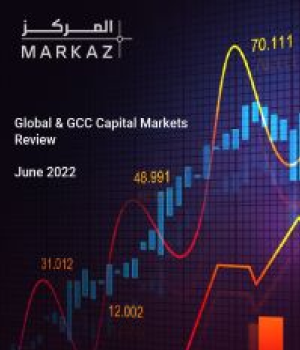 المركز
MARKAZ
Global & GCC Capital Markets
Review
June 2022
70.111
48.991
31.012
12.002